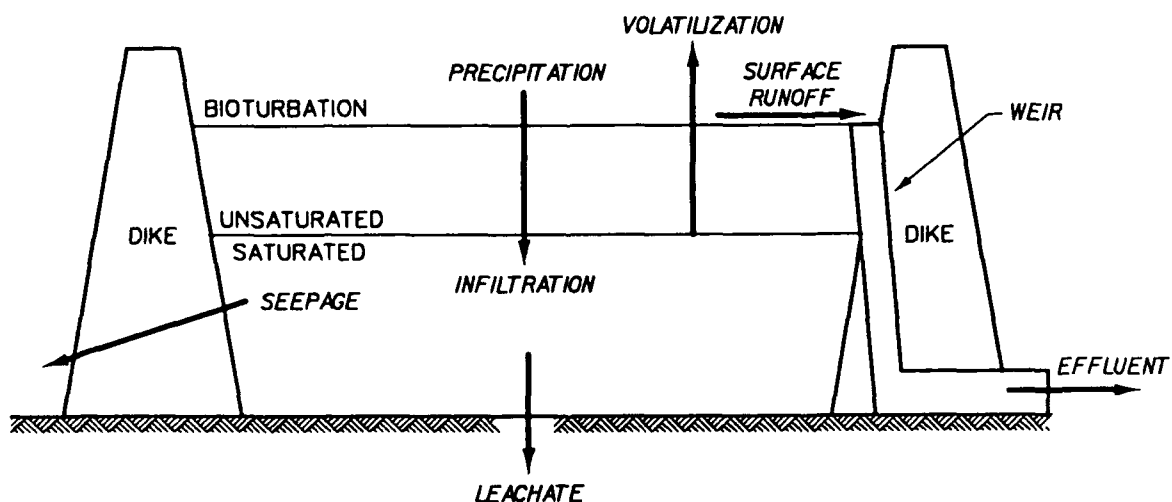 VOLATILIZATION
PRECIPITATION
SURFACE
RUNOFF
BIOTURBATION
WEIR
UNSATURATED
DIKE
DIKE
SATURATED
INFILTRATION
SEEPAGE
EFFLUENT
LEACHATE